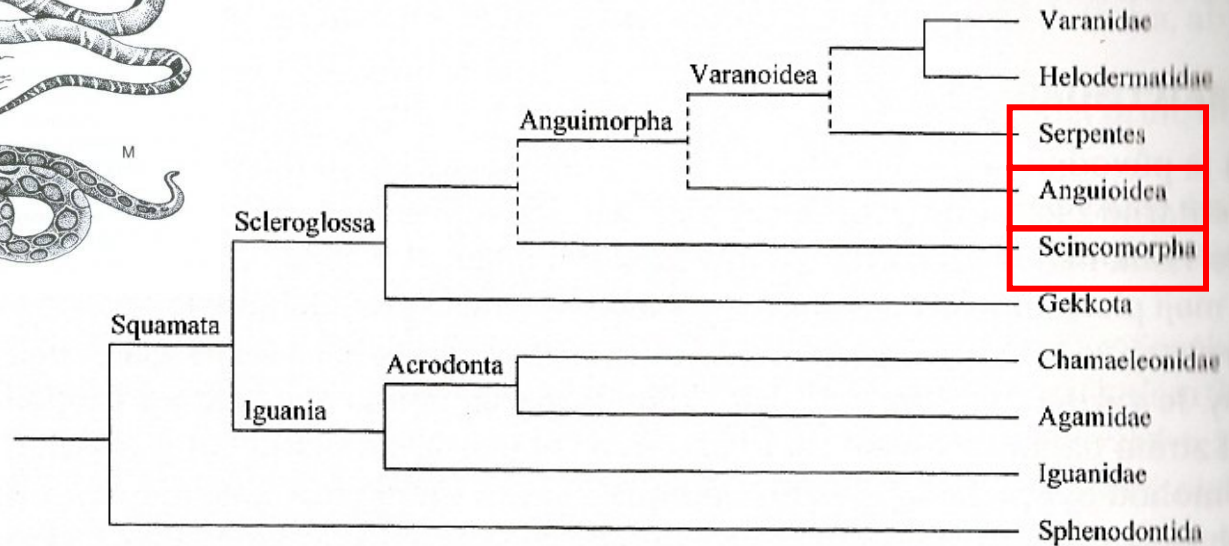 Varanidae
Varanoidea
Helodermatidae
Anguimorpha
Serpentes
M
Anguioidea
Scleroglossa
Scincomorpha
Gekkota
Squamata
Acrodonta
Chamaeleonidae
Iguania
Agamidae
Iguanidae
Sphenodontida